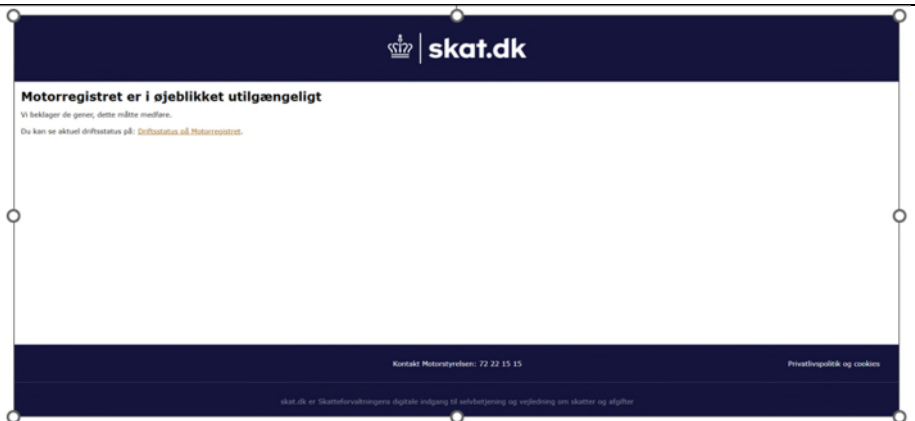 skat.dk
Motorregistret er i øjeblikket utilgængeligt
Vi beklager de gener, dette måtte medføre.
Du kan se aktuel driftsstatus på: Driftsstatus på Motorregistret.
Kontakt Motorstyrelsen: 72 22 15 15
Privatlivspolitik og cookies
skat.dk er Skatteforvaltningens digitale indgang til selvbetjening og vejledning om skatter og afgifter